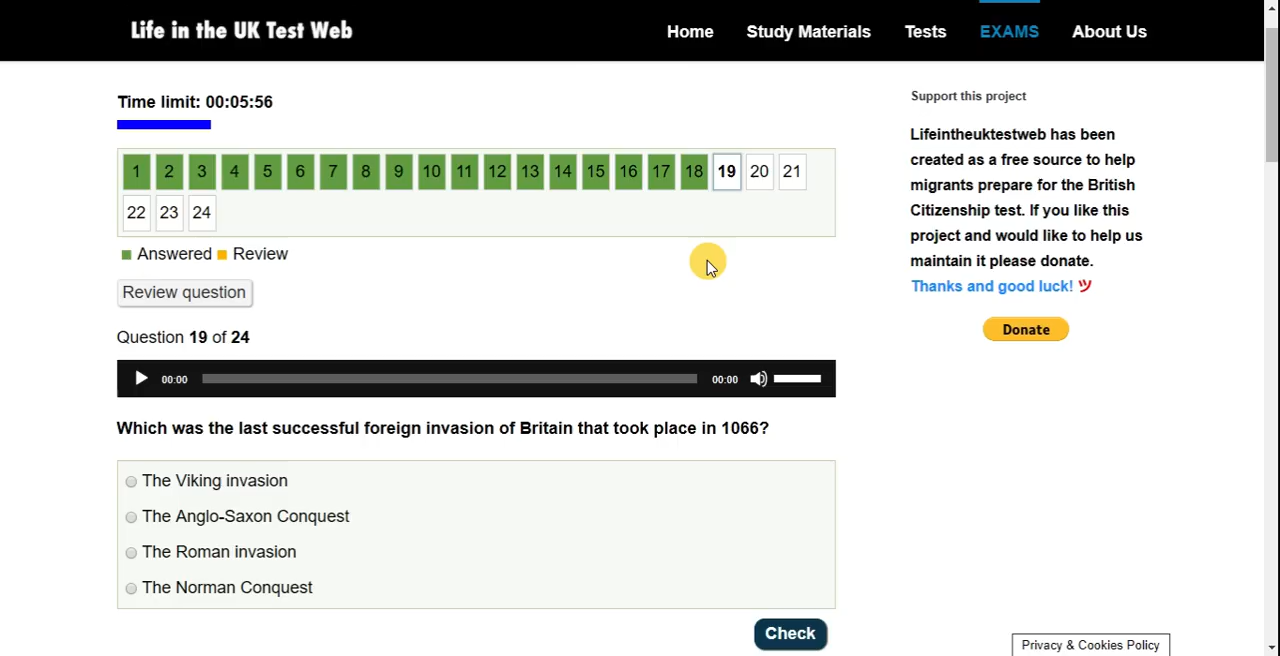 Life in the UK Test Web
Home Study Materials Tests EXAMS About Us
Time limit: 00:05:56
1 2 3 4 5 6 7 8 9 10 11 12 13 14 15 16 17 18 19 20 21
22 23 24
Answered Review
Review question
Question 19 of 24
00:00 00:00
Which was the last successful foreign invasion of Britain that took place in 1066?
The Viking invasion
The Anglo-Saxon Conquest
The Roman invasion
The Norman Conquest
Check
Support this project
Lifeintheuktestweb has been
created as a free source to help
migrants prepare for the British
Citizenship test. If you like this
project and would like to help us
maintain it please donate.
Thanks and good luck! ツ
Donate
Privacy & Cookies Policy